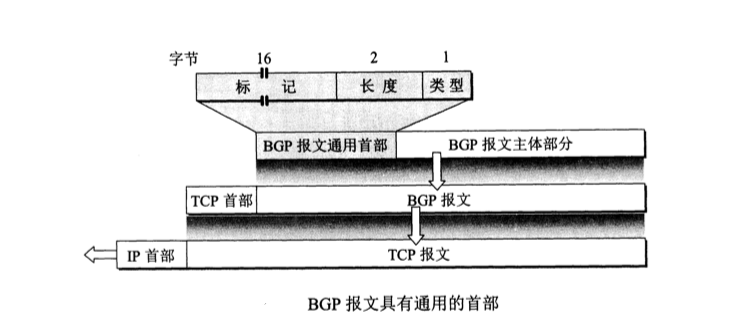 字节 16 2 1
标 记 长 度 类 型
BGP 报文通用首部 BGP 报文主体部分
TCP 首部 BGP 报文
IP 首部 TCP 报文
BGP 报文具有通用的首部